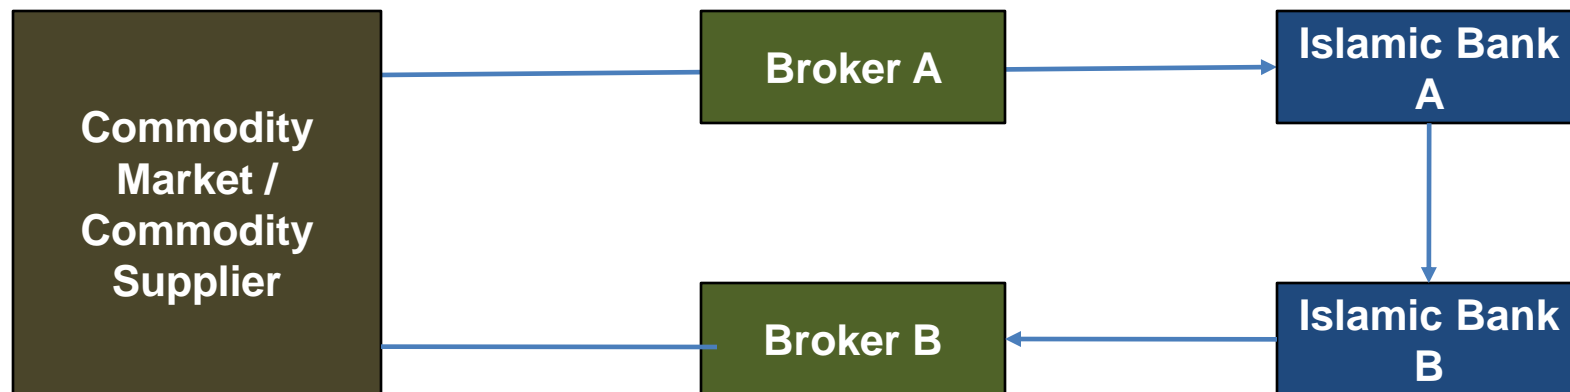 Commodity
Market /
Commodity
Supplier
Broker A
Islamic Bank
A
Broker B
Islamic Bank
B